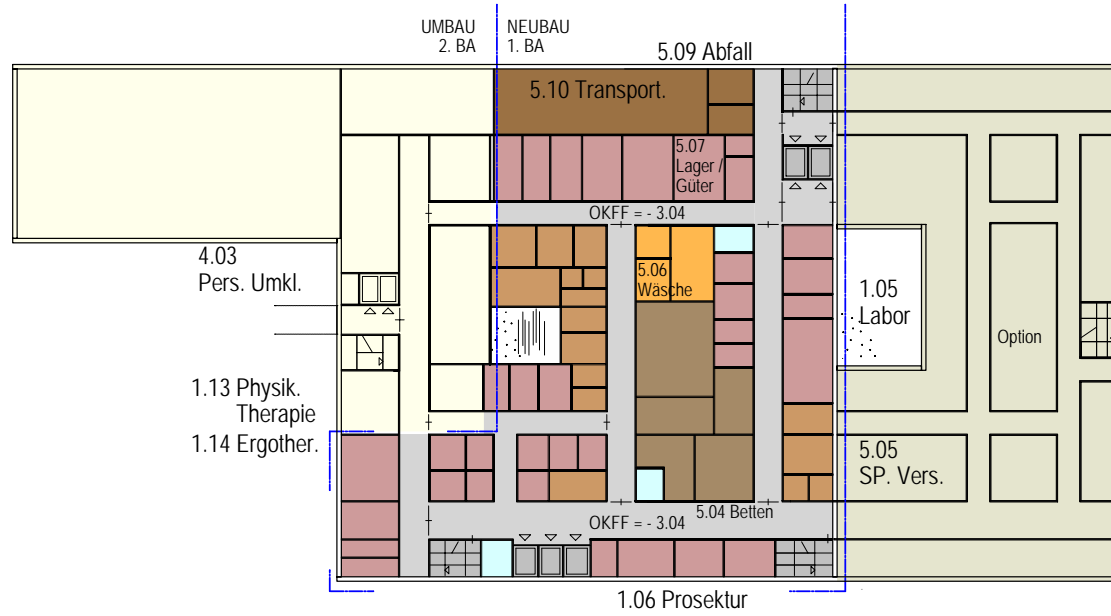 UMBAU
2. BA
NEUBAU
1. BA
5.09 Abfall
5.10 Transport.
5.07
Lager /
Güter
OKFF = - 3.04
4.03
Pers. Umkl.
5.06
Wäsche
1.05
Labor
Option
1.13 Physik.
Therapie
1.14 Ergother.
5.05
SP. Vers.
5.04 Betten
OKFF = - 3.04
1.06 Prosektur